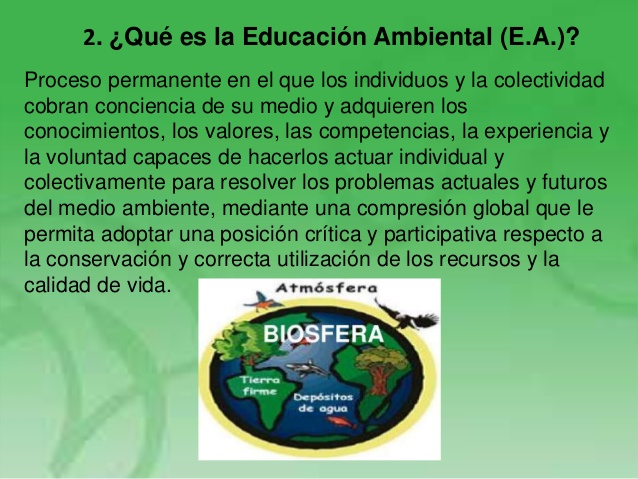 2. ¿Qué es la Educación Ambiental (E.A.)?
Proceso permanente en el que los individuos y la colectividad
cobran conciencia de su medio y adquieren los
conocimientos, los valores, las competencias, la experiencia y
la voluntad capaces de hacerlos actuar individual y
colectivamente para resolver los problemas actuales y futuros
del medio ambiente, mediante una compresión global que le
permita adoptar una posición crítica y participativa respecto a
la conservación y correcta utilización de los recursos y la
calidad de vida.
Atmósfera
BIOSFERA
Tierra
firme
Depósitos
de agua